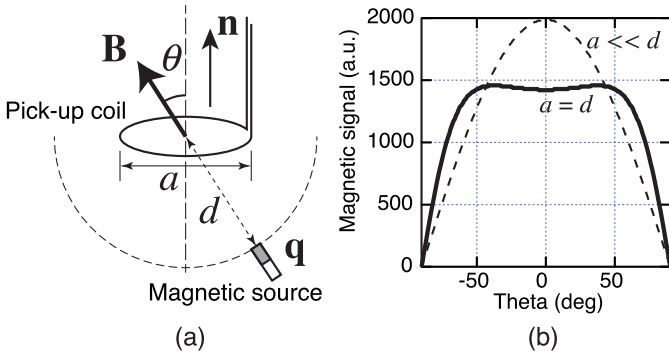 B
θ
n
Pick-up coil
a
d
q
Magnetic source
(a)
Magnetic signal (a.u.)
2000
1500
1000
500
0
a << d
a = d
-50
0
50
Theta (deg)
(b)